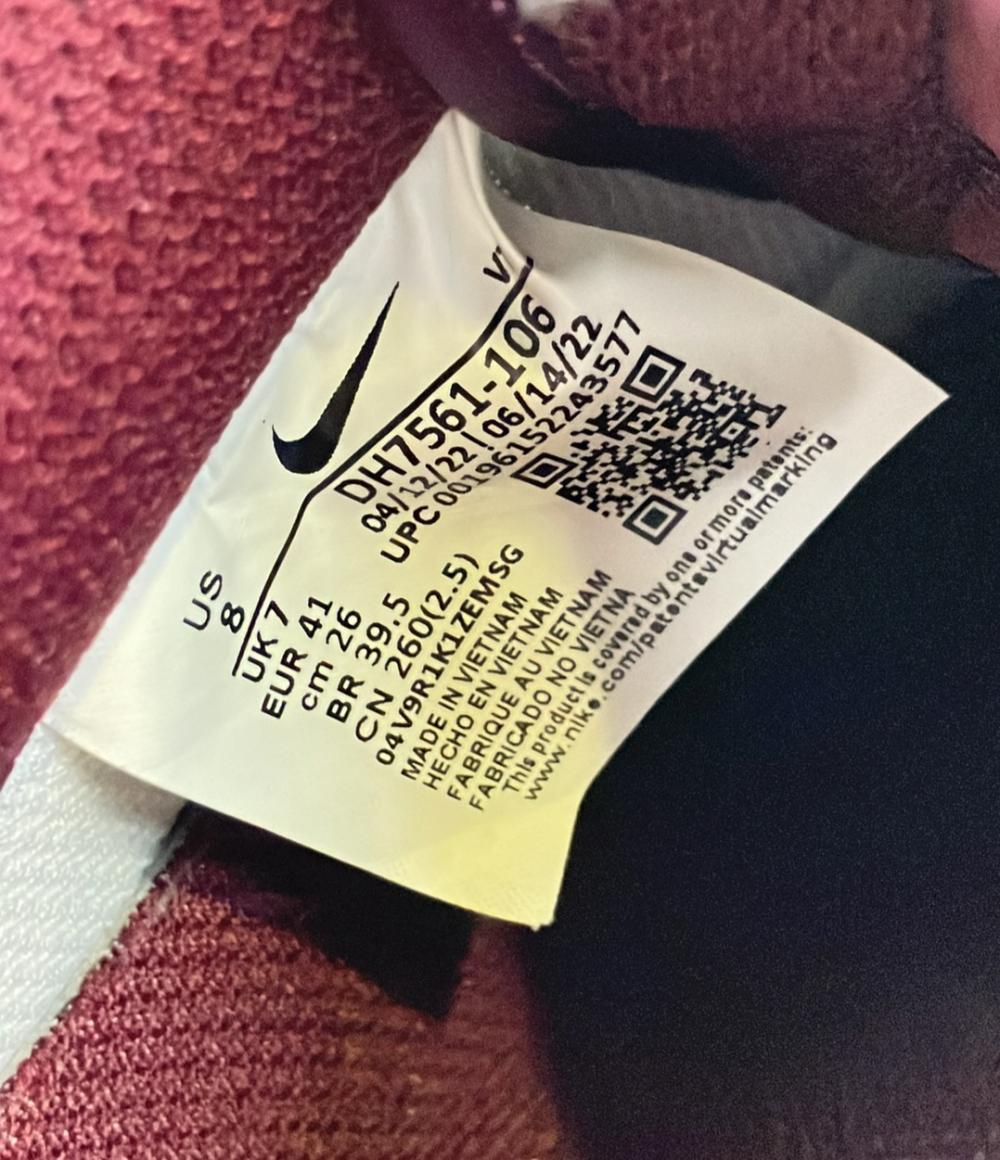 US
8
UK 7
EUR 41
cm 26
BR 39.5
CN 260(2.5)
04V9R1K1ZEMSG
MADE IN VIETNAM
HECHO EN VIETNAM
FABRIQUE AU VIETNAM
FABRICADO NO VIETNA
This product is covered by one or more patents:
www.nike.com/patentsvirtualmarking
DH7561-106
04/12/22 | 06/14/22
UPC 00196152243577